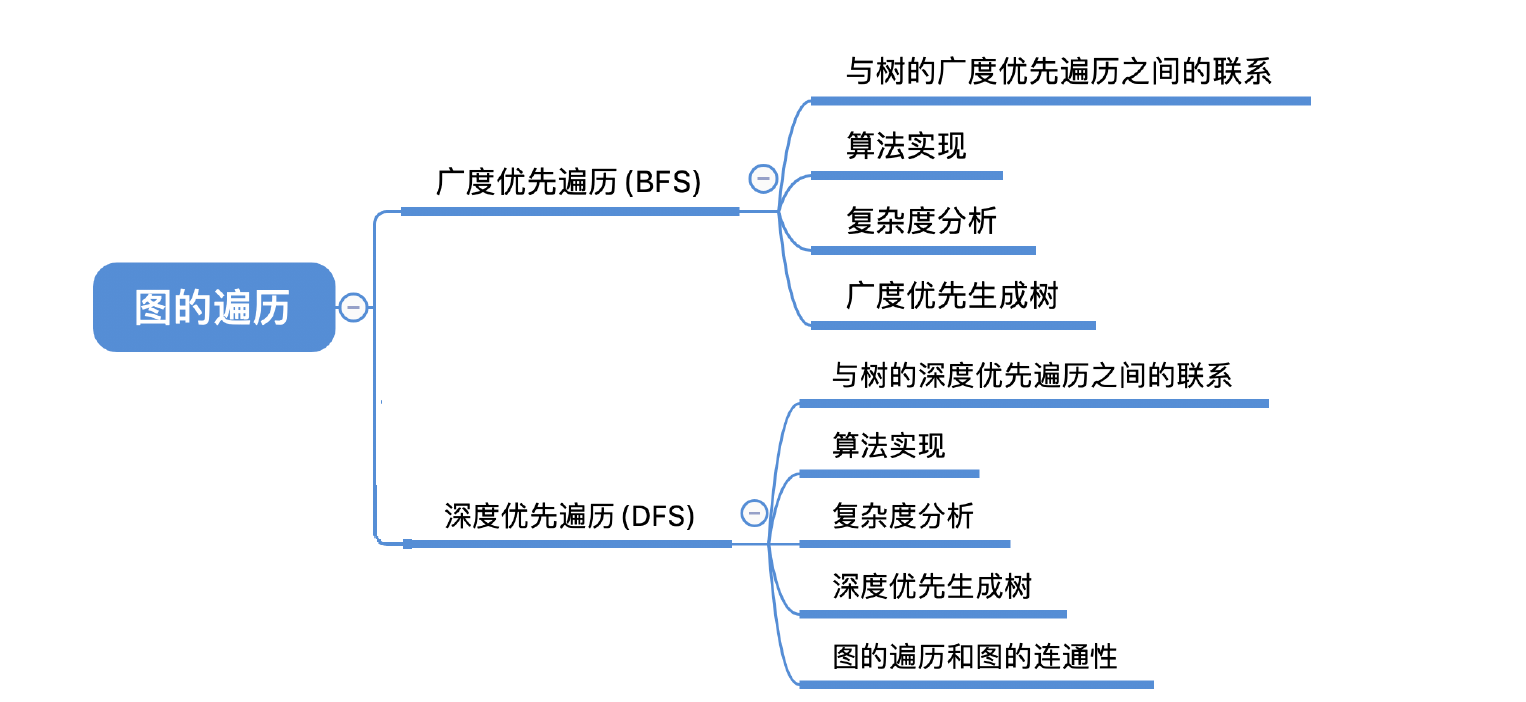 图的遍历
广度优先遍历 (BFS)
与树的广度优先遍历之间的联系
算法实现
复杂度分析
广度优先生成树
深度优先遍历 (DFS)
与树的深度优先遍历之间的联系
算法实现
复杂度分析
深度优先生成树
图的遍历和图的连通性